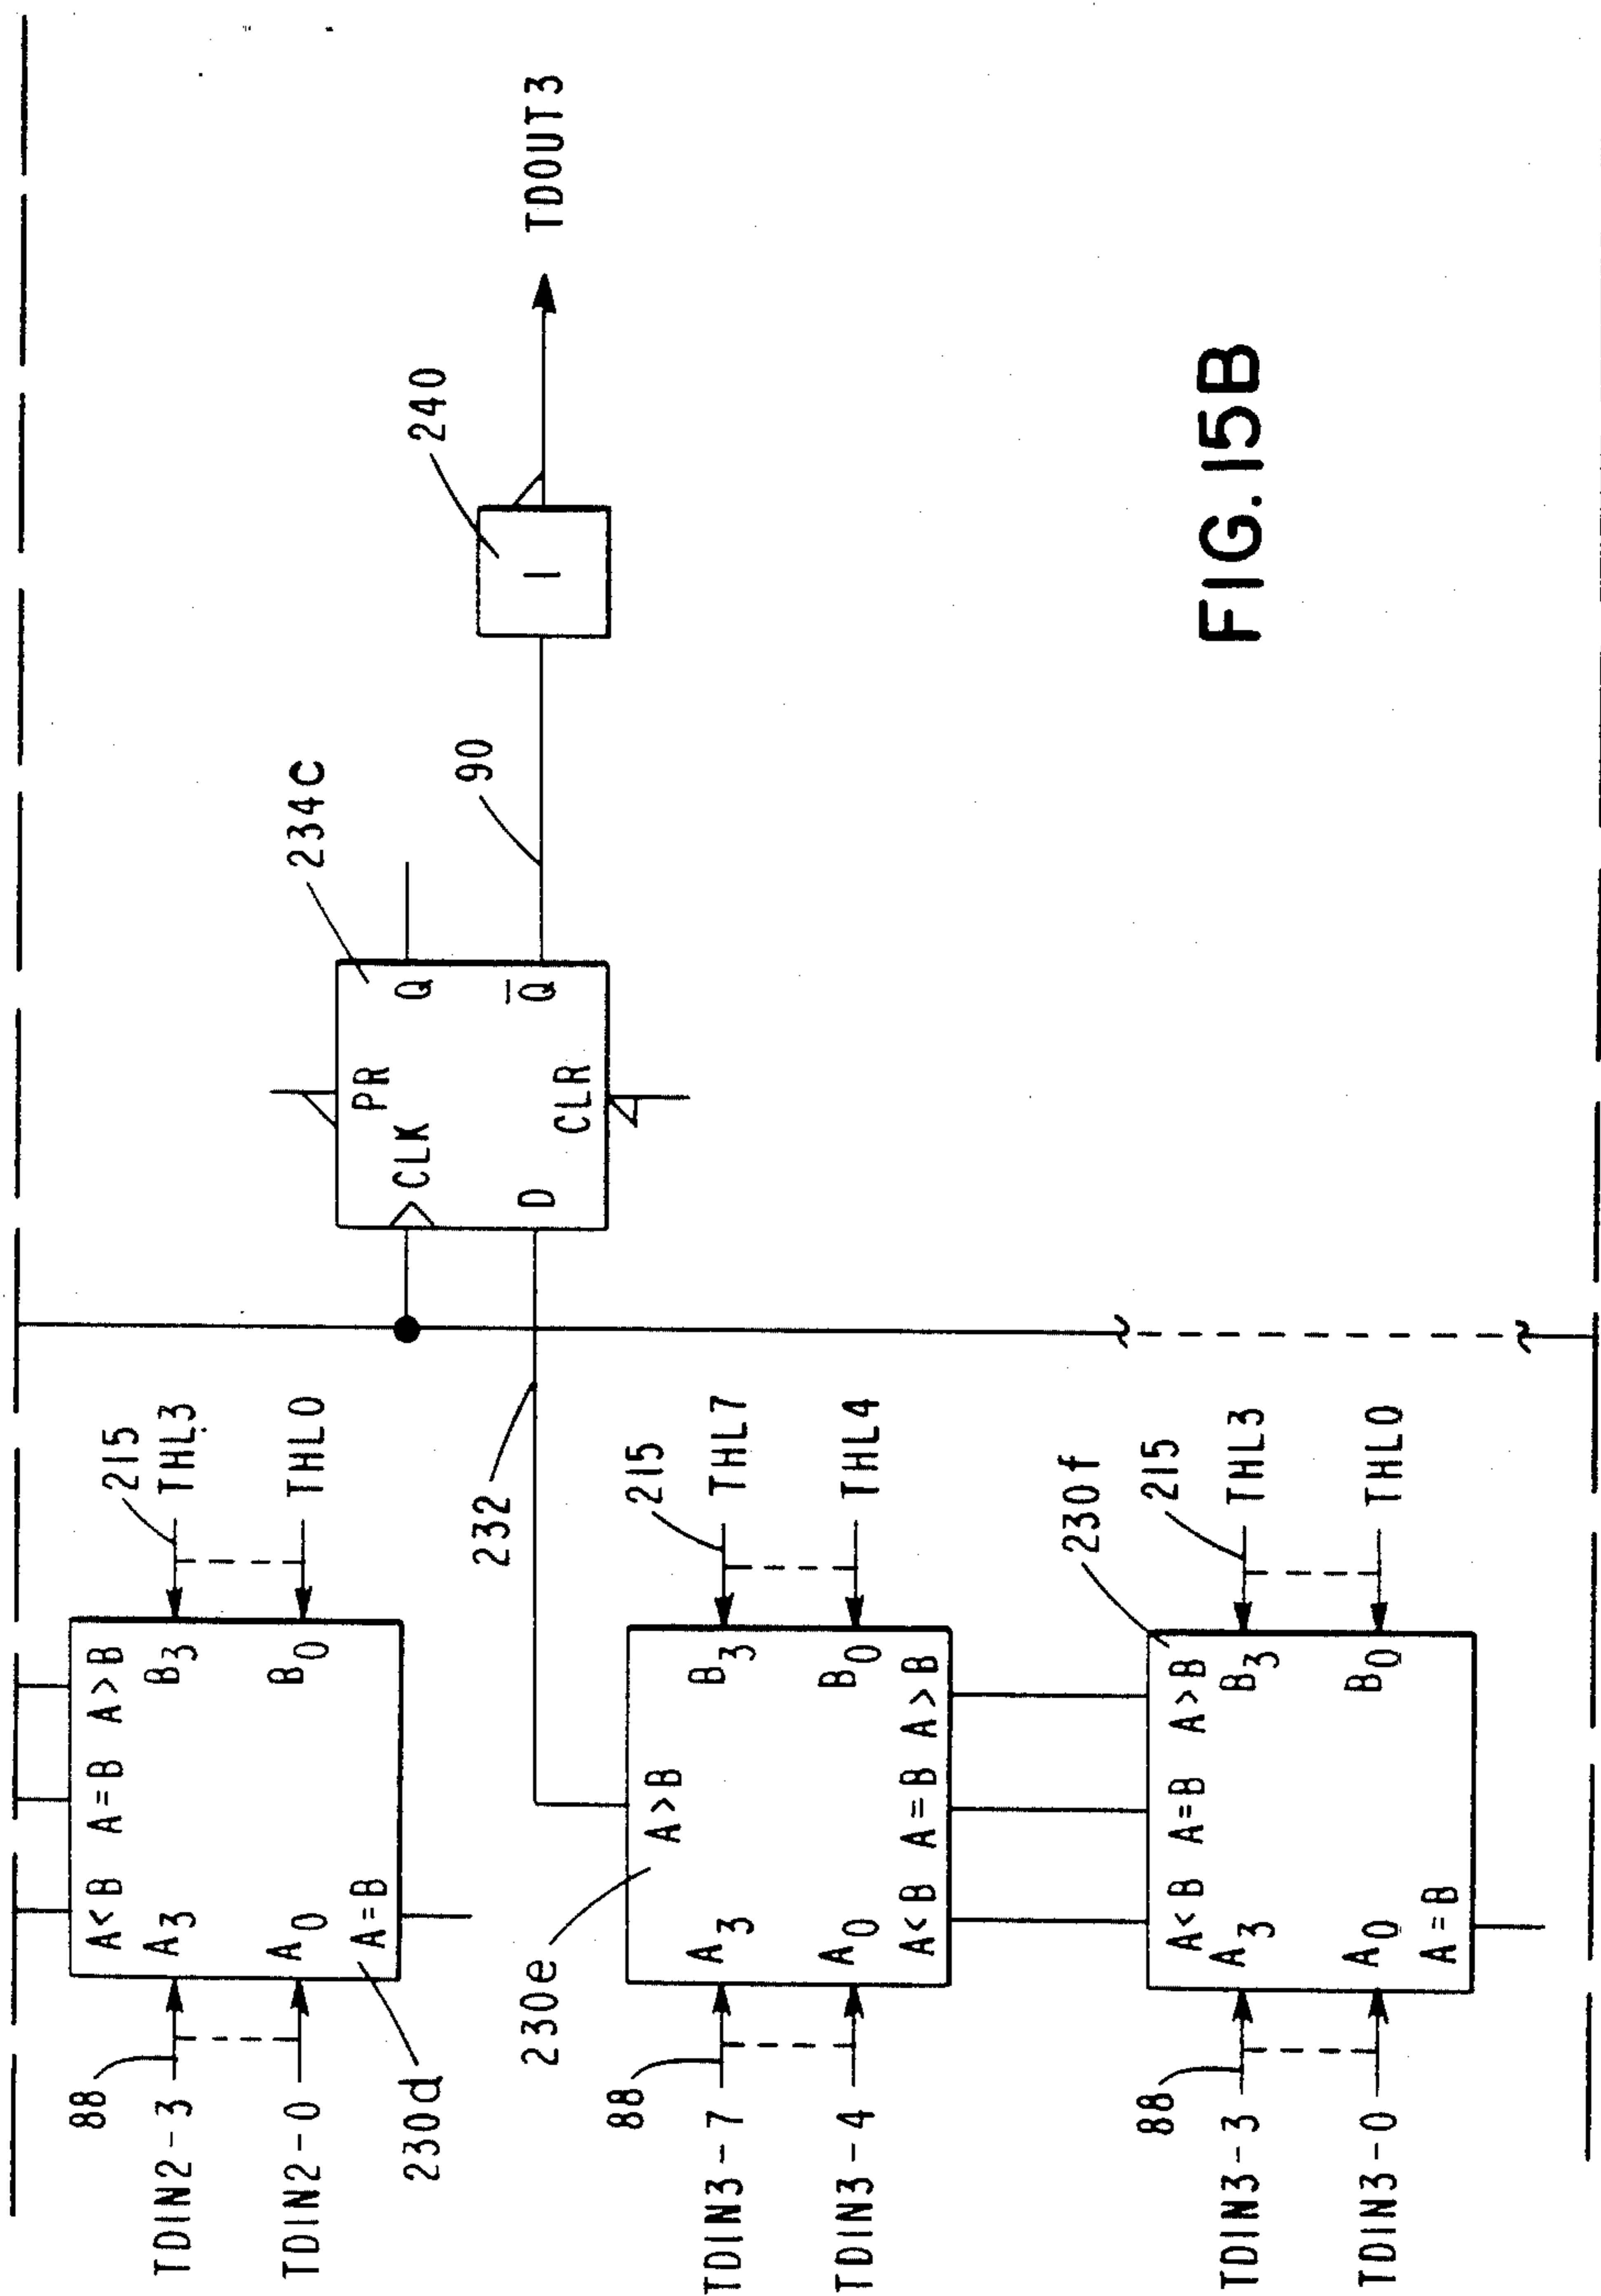 88
TDIN2-3
TDIN2-0
230d
A<B A=B A>B
A3 B3
A0 B0
A=B
215
THL3
THL0
232
234C
PR
CLK Q
D Q̅
CLR
90
240
I
TDOUT3
88
TDIN3-7
TDIN3-4
230e
A>B
A3 B3
A0 B0
A<B A=B A>B
215
THL7
THL4
88
TDIN3-3
TDIN3-0
230f
A<B A=B A>B
A3 B3
A0 B0
A=B
215
THL3
THL0
FIG.15B